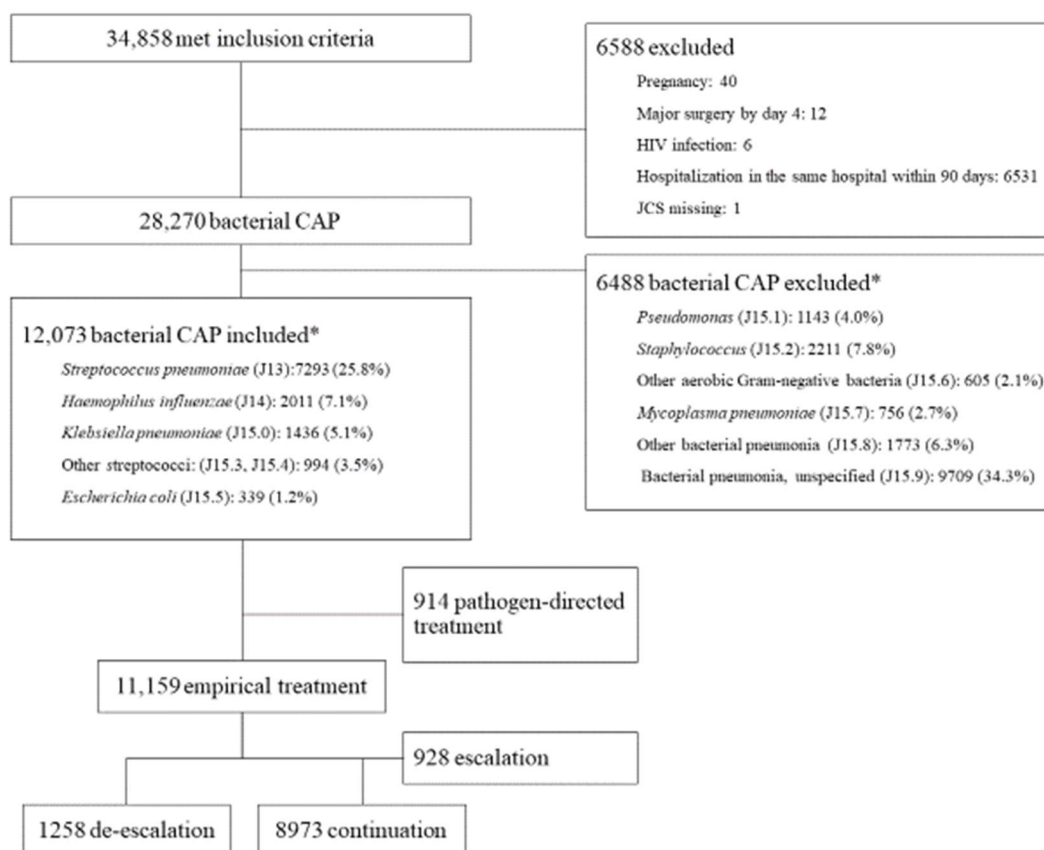 34,858 met inclusion criteria
6588 excluded
Pregnancy: 40
Major surgery by day 4: 12
HIV infection: 6
Hospitalization in the same hospital within 90 days: 6531
JCS missing: 1
28,270 bacterial CAP
6488 bacterial CAP excluded*
Pseudomonas (J15.1): 1143 (4.0%)
Staphylococcus (J15.2): 2211 (7.8%)
Other aerobic Gram-negative bacteria (J15.6): 605 (2.1%)
Mycoplasma pneumoniae (J15.7): 756 (2.7%)
Other bacterial pneumonia (J15.8): 1773 (6.3%)
Bacterial pneumonia, unspecified (J15.9): 9709 (34.3%)
12,073 bacterial CAP included*
Streptococcus pneumoniae (J13):7293 (25.8%)
Haemophilus influenzae (J14): 2011 (7.1%)
Klebsiella pneumoniae (J15.0): 1436 (5.1%)
Other streptococci: (J15.3, J15.4): 994 (3.5%)
Escherichia coli (J15.5): 339 (1.2%)
914 pathogen-directed
treatment
11,159 empirical treatment
928 escalation
1258 de-escalation
8973 continuation